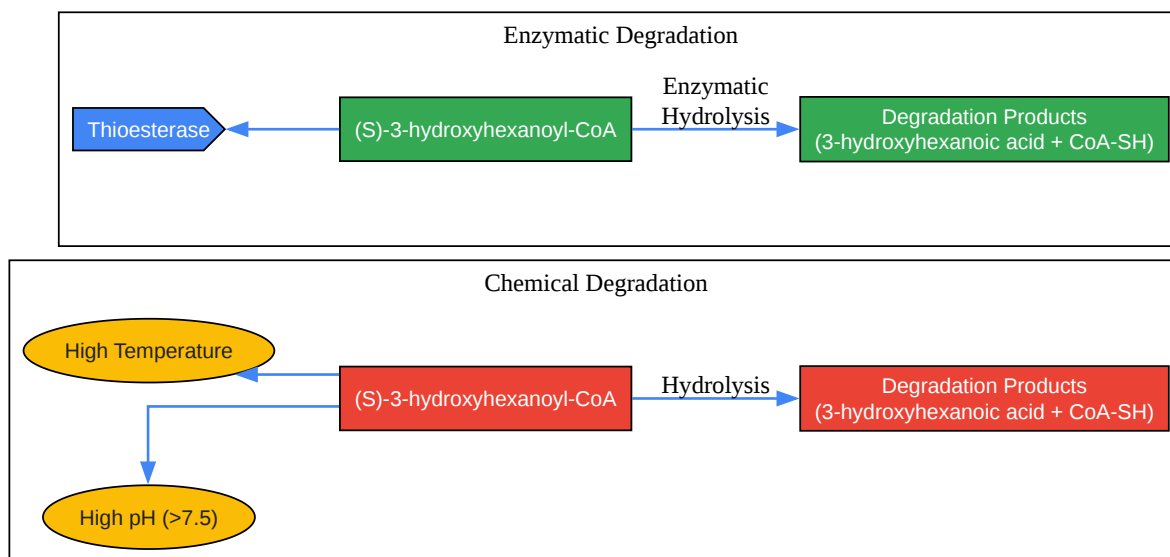 Enzymatic Degradation
Thioesterase
(S)-3-hydroxyhexanoyl-CoA
Enzymatic
Hydrolysis
Degradation Products
(3-hydroxyhexanoic acid + CoA-SH)
Chemical Degradation
High Temperature
(S)-3-hydroxyhexanoyl-CoA
Hydrolysis
Degradation Products
(3-hydroxyhexanoic acid + CoA-SH)
High pH (>7.5)